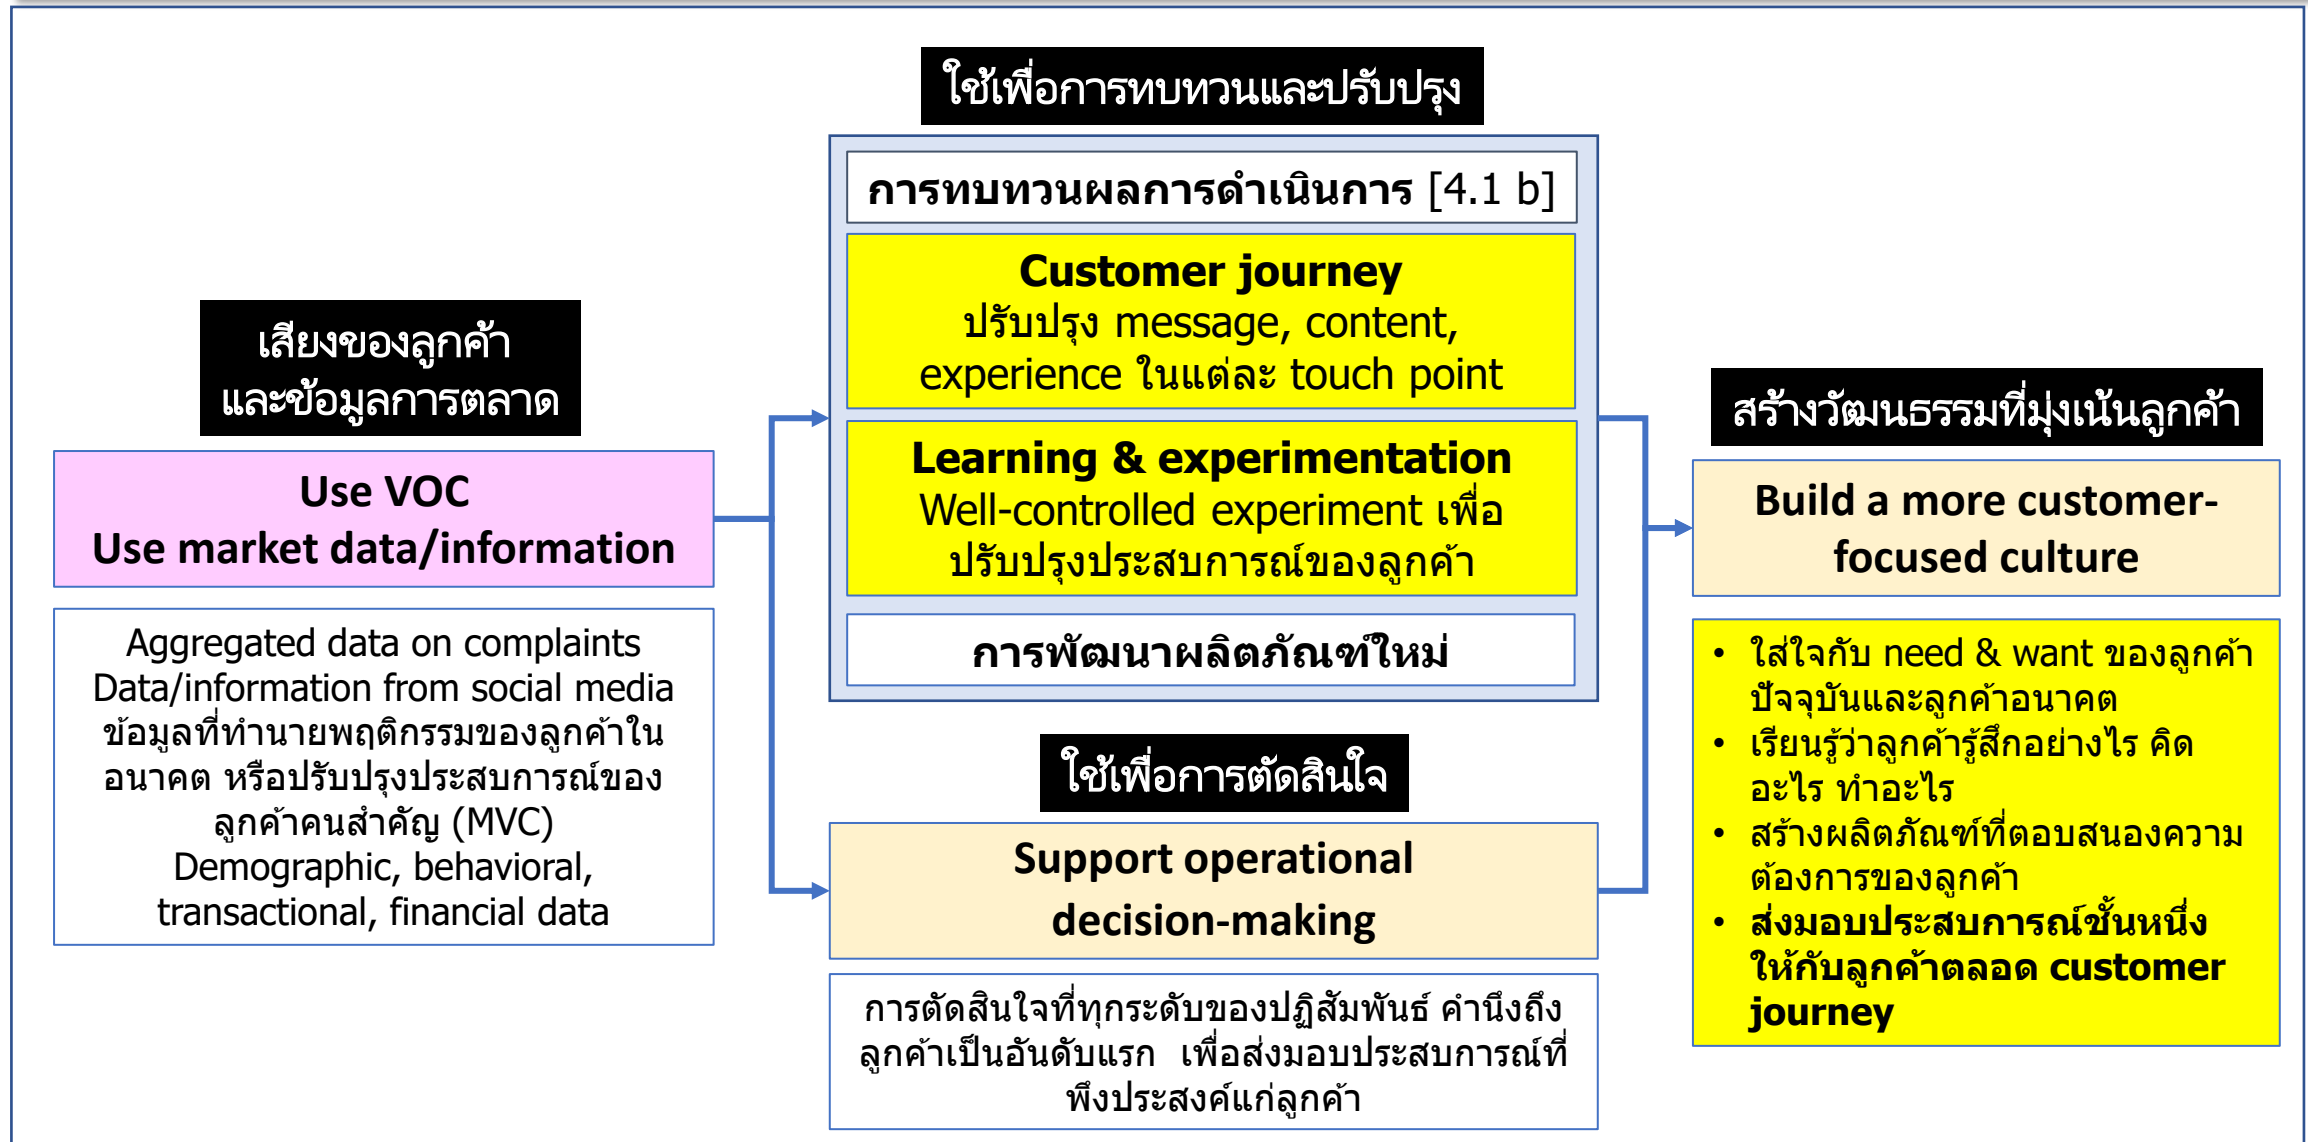 ใช้เพื่อการทบทวนและปรับปรุง
การทบทวนผลการดำเนินการ [4.1 b]
Customer journey
ปรับปรุง message, content,
experience ในแต่ละ touch point
Learning & experimentation
Well-controlled experiment เพื่อ
ปรับปรุงประสบการณ์ของลูกค้า
การพัฒนาผลิตภัณฑ์ใหม่
เสียงของลูกค้า
และข้อมูลการตลาด
Use VOC
Use market data/information
Aggregated data on complaints
Data/information from social media
ข้อมูลที่ทำนายพฤติกรรมของลูกค้าใน
อนาคต หรือปรับปรุงประสบการณ์ของ
ลูกค้าคนสำคัญ (MVC)
Demographic, behavioral,
transactional, financial data
ใช้เพื่อการตัดสินใจ
Support operational
decision-making
การตัดสินใจที่ทุกระดับของปฏิสัมพันธ์ คำนึงถึง
ลูกค้าเป็นอันดับแรก เพื่อส่งมอบประสบการณ์ที่
พึงประสงค์แก่ลูกค้า
สร้างวัฒนธรรมที่มุ่งเน้นลูกค้า
Build a more customer-
focused culture
• ใส่ใจกับ need & want ของลูกค้า
ปัจจุบันและลูกค้าอนาคต
• เรียนรู้ว่าลูกค้ารู้สึกอย่างไร คิด
อะไร ทำอะไร
• สร้างผลิตภัณฑ์ที่ตอบสนองความ
ต้องการของลูกค้า
• ส่งมอบประสบการณ์ชั้นหนึ่ง
ให้กับลูกค้าตลอด customer
journey